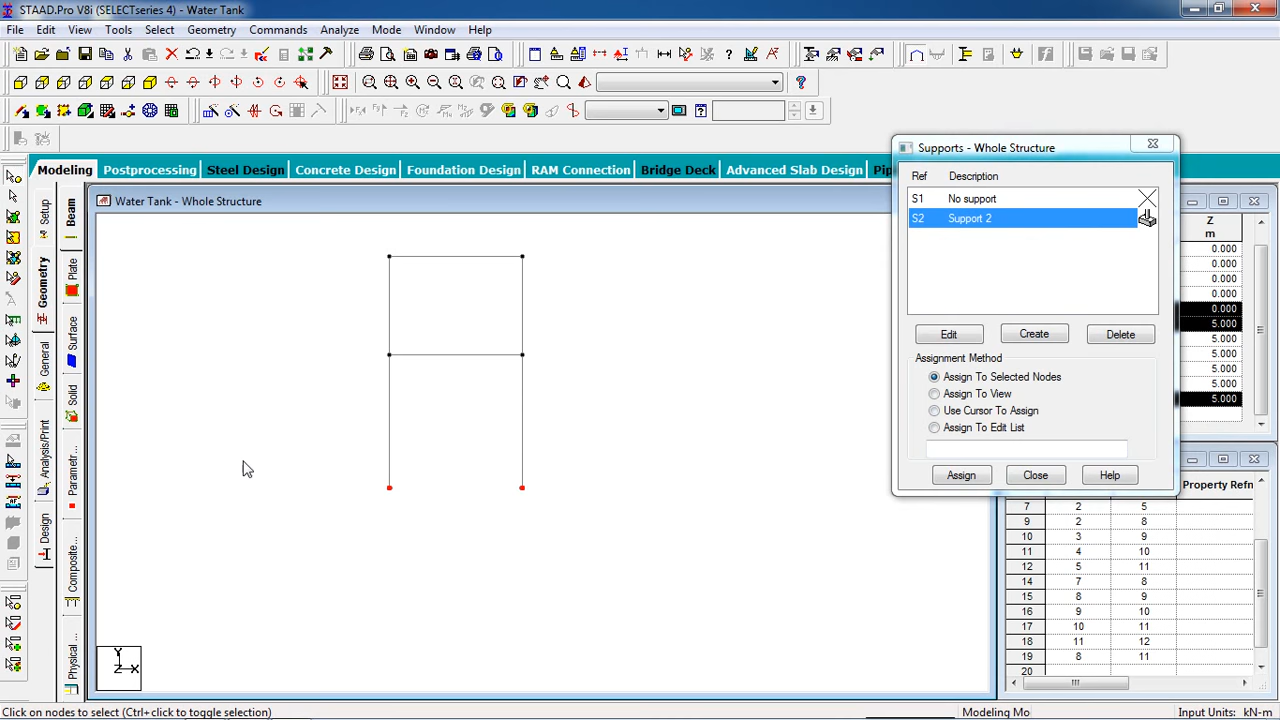 STAAD.Pro V8i (SELECTseries 4) - Water Tank
File Edit View Tools Select Geometry Commands Analyze Mode Window Help
Modeling Postprocessing Steel Design Concrete Design Foundation Design RAM Connection Bridge Deck Advanced Slab Design Pip
Setup
Geometry
General
Analysis/Print
Design
Beam
Plate
Surface
Solid
Parametr...
Composite...
Physical ...
Water Tank - Whole Structure
Y
Z X
Supports - Whole Structure
Ref Description
S1 No support
S2 Support 2
Edit Create Delete
Assignment Method
Assign To Selected Nodes
Assign To View
Use Cursor To Assign
Assign To Edit List
Assign Close Help
Z
m
0.000
0.000
0.000
0.000
0.000
5.000
5.000
5.000
5.000
5.000
5.000
Property Refn
7 2 5
9 2 8
10 3 9
11 4 10
12 5 11
14 7 8
15 8 9
16 9 10
17 10 11
18 11 12
19 8 11
20
Click on nodes to select (Ctrl+click to toggle selection) Modeling Mo Input Units: kN-m